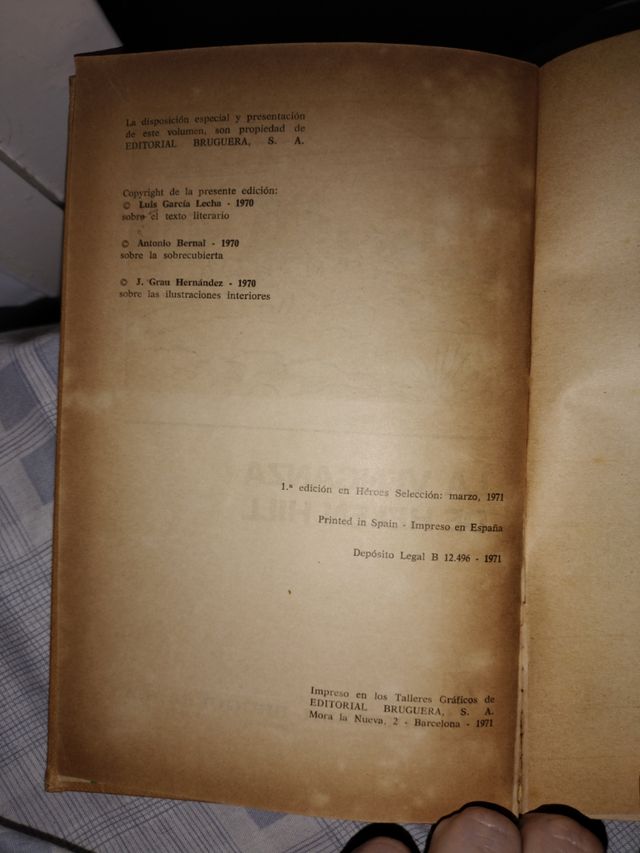 La disposición especial y presentación
de este volumen, son propiedad de
EDITORIAL BRUGUERA, S. A.
Copyright de la presente edición:
© Luis García Lecha - 1970
sobre el texto literario
© Antonio Bernal - 1970
sobre la sobrecubierta
© J. Grau Hernández - 1970
sobre las ilustraciones interiores
1.ª edición en Héroes Selección: marzo, 1971
Printed in Spain - Impreso en España
Depósito Legal B 12.496 - 1971
Impreso en los Talleres Gráficos de
EDITORIAL BRUGUERA, S. A.
Mora la Nueva, 2 - Barcelona - 1971